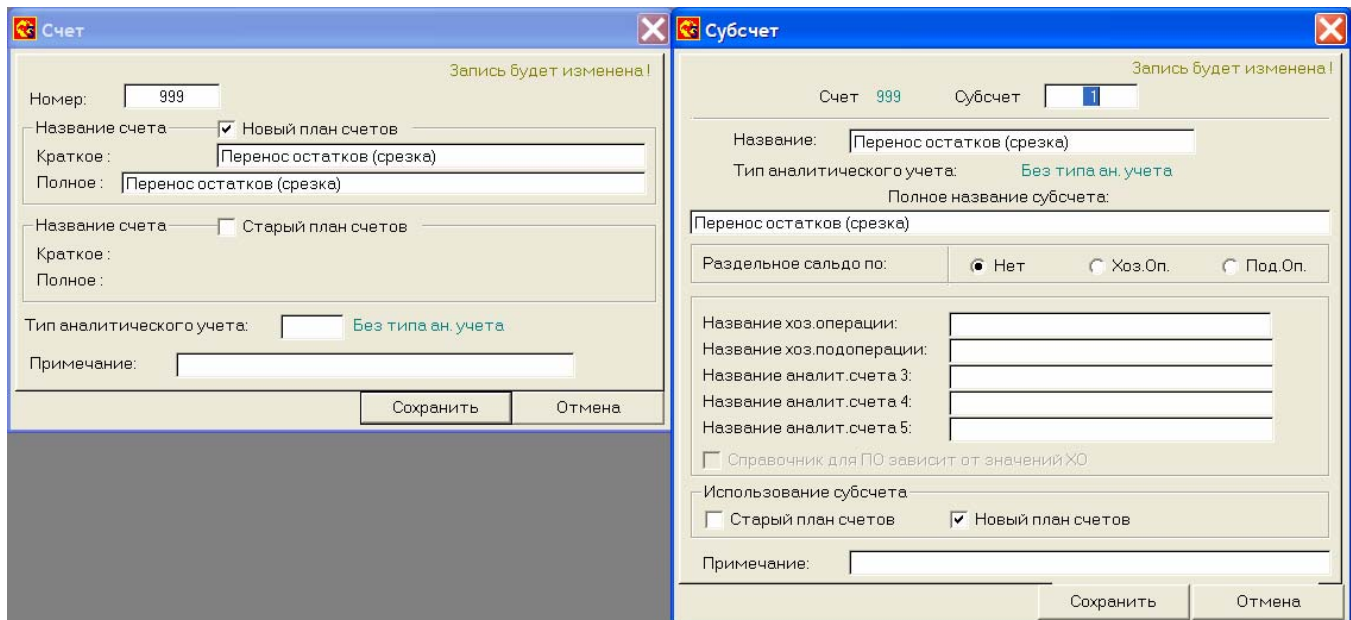 Счет
Запись будет изменена!
Номер: 999
Название счета Новый план счетов
Краткое: Перенос остатков (срезка)
Полное: Перенос остатков (срезка)
Название счета Старый план счетов
Краткое:
Полное:
Тип аналитического учета: Без типа ан. учета
Примечание:
Сохранить Отмена
Субсчет
Запись будет изменена!
Счет 999 Субсчет 1
Название: Перенос остатков (срезка)
Тип аналитического учета: Без типа ан. учета
Полное название субсчета:
Перенос остатков (срезка)
Раздельное сальдо по: Нет Хоз.Оп. Под.Оп.
Название хоз.операции:
Название хоз.подоперации:
Название аналит.счета 3:
Название аналит.счета 4:
Название аналит.счета 5:
Справочник для ПО зависит от значений ХО
Использование субсчета
Старый план счетов Новый план счетов
Примечание:
Сохранить Отмена